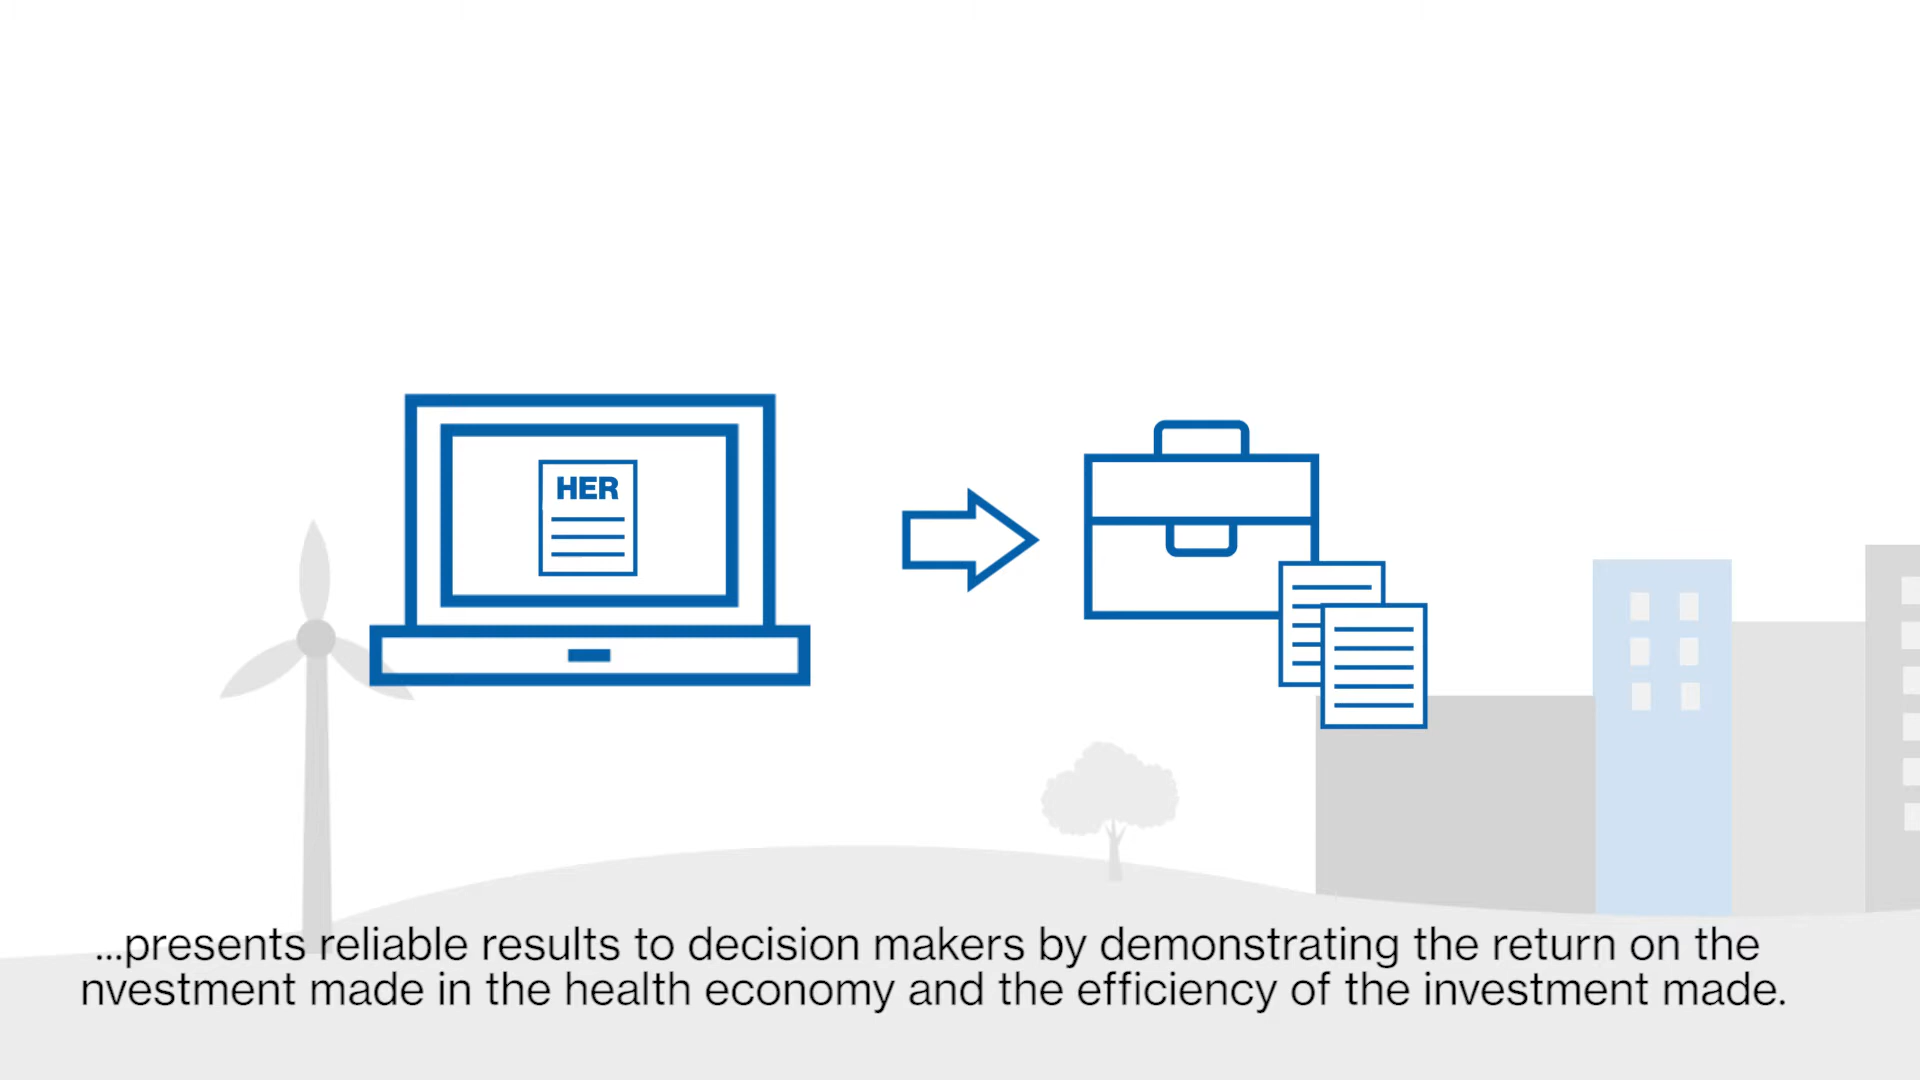 HER
...presents reliable results to decision makers by demonstrating the return on the
nvestment made in the health economy and the efficiency of the investment made.